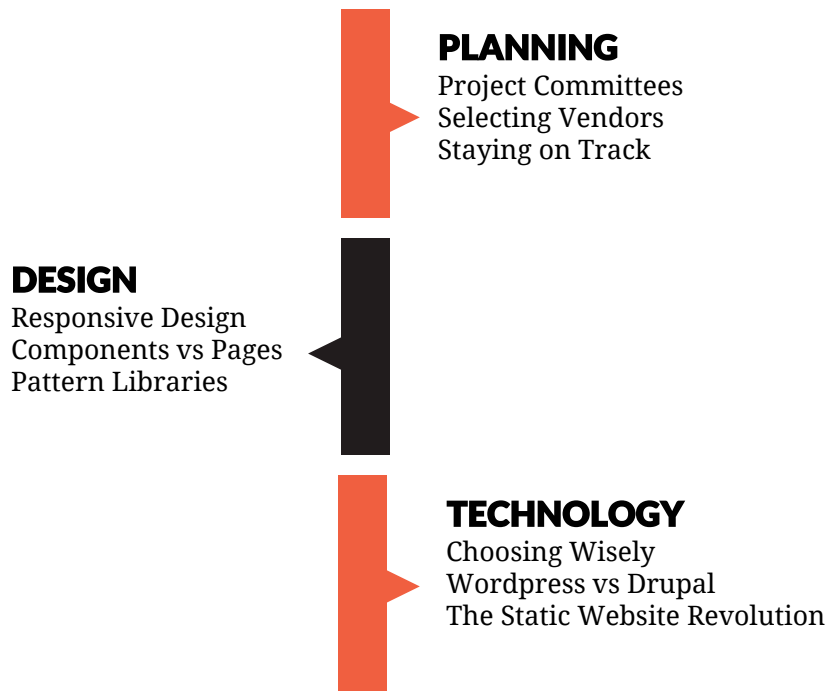 PLANNING
Project Committees
Selecting Vendors
Staying on Track
DESIGN
Responsive Design
Components vs Pages
Pattern Libraries
TECHNOLOGY
Choosing Wisely
Wordpress vs Drupal
The Static Website Revolution